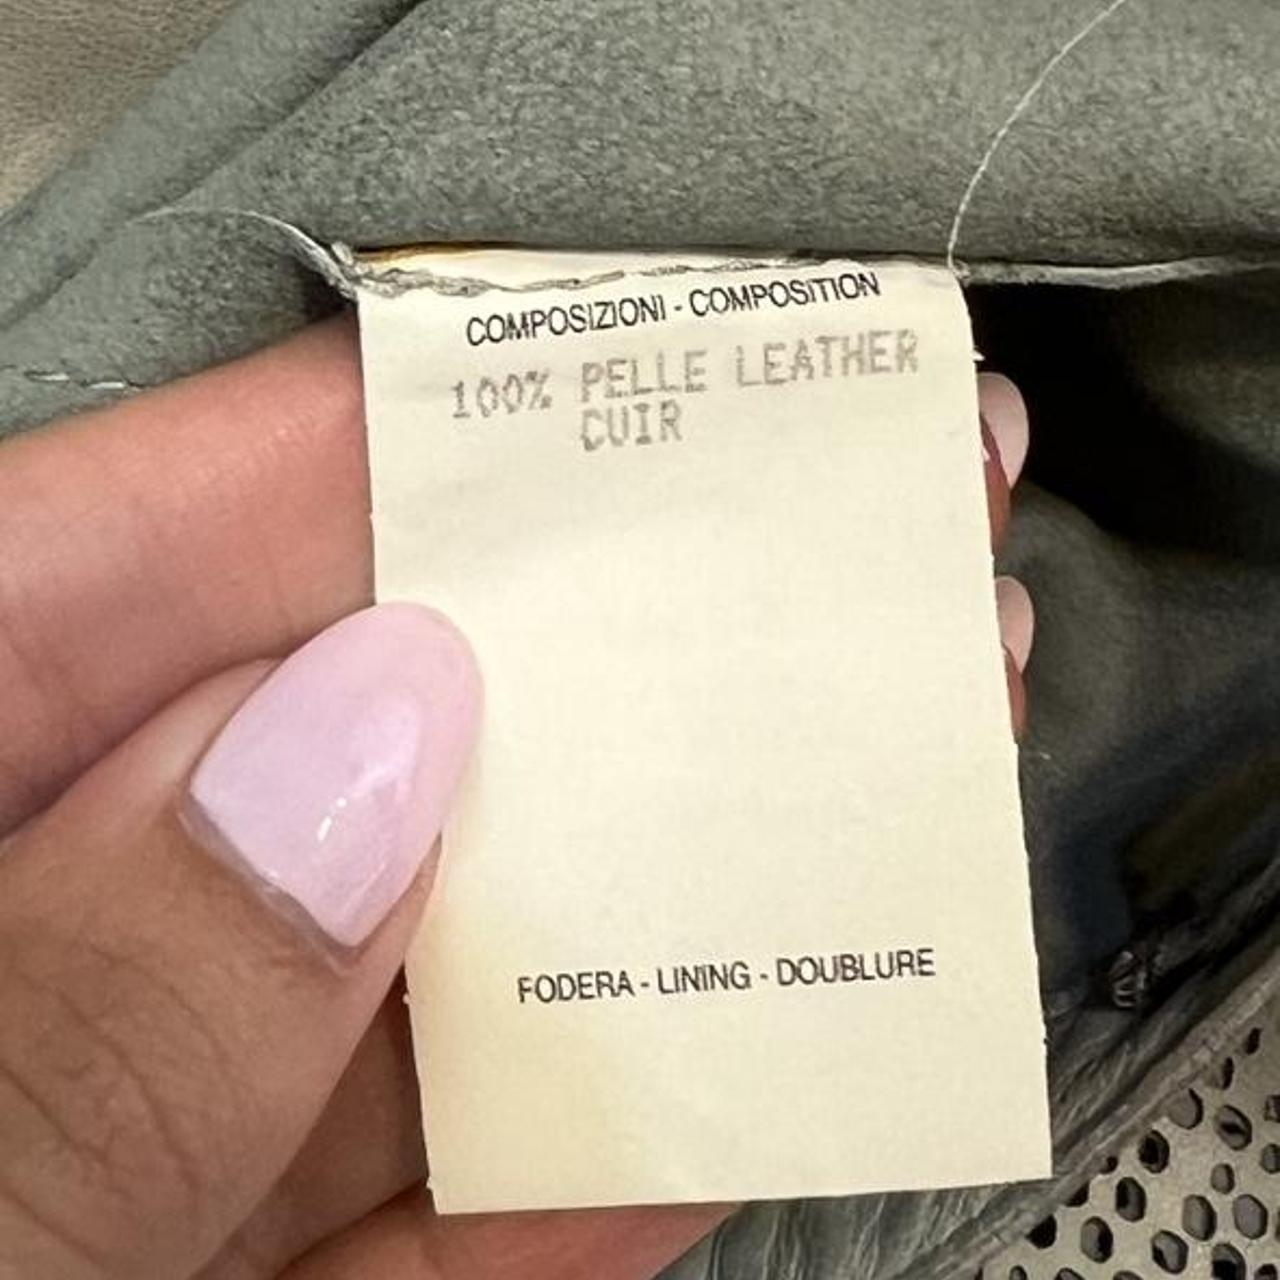 COMPOSIZIONI - COMPOSITION
100% PELLE LEATHER
CUIR
FODERA - LINING - DOUBLURE